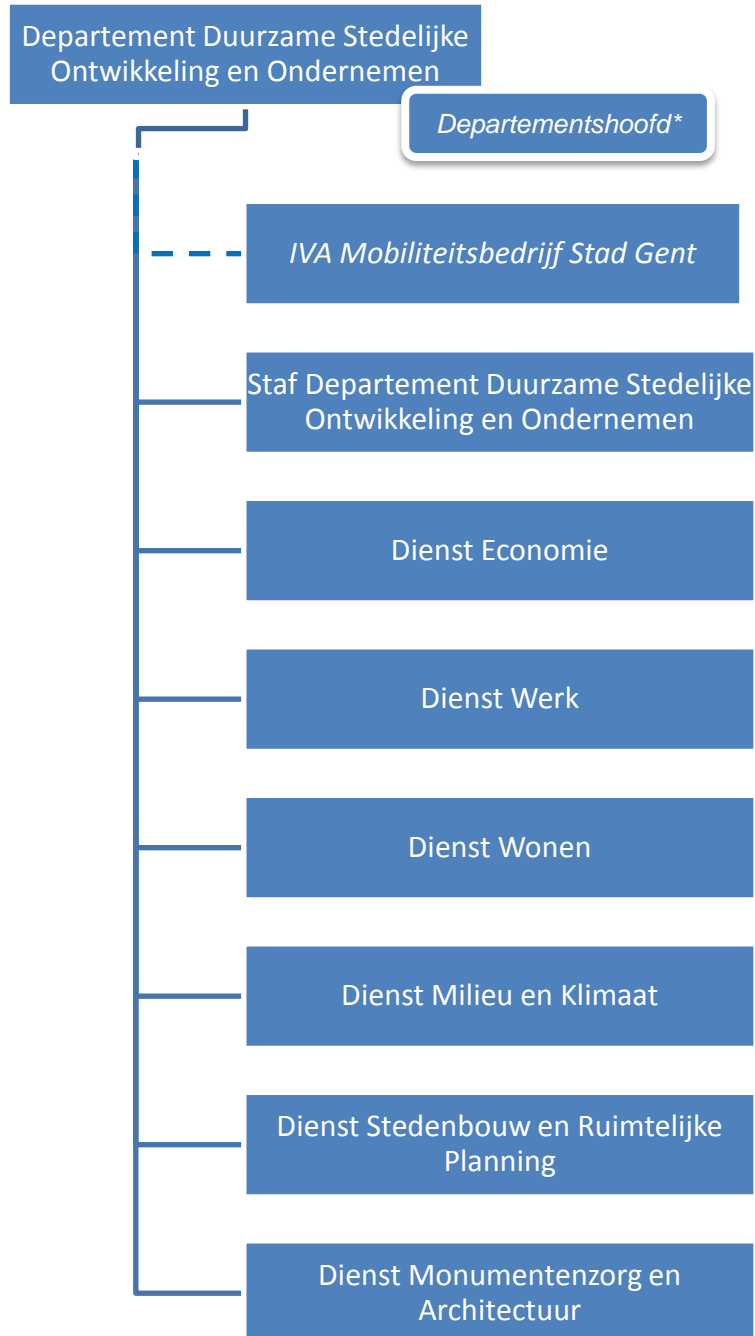 Departement Duurzame Stedelijke
Ontwikkeling en Ondernemen
Departementshoofd*
IVA Mobiliteitsbedrijf Stad Gent
Staf Departement Duurzame Stedelijke
Ontwikkeling en Ondernemen
Dienst Economie
Dienst Werk
Dienst Wonen
Dienst Milieu en Klimaat
Dienst Stedenbouw en Ruimtelijke
Planning
Dienst Monumentenzorg en
Architectuur